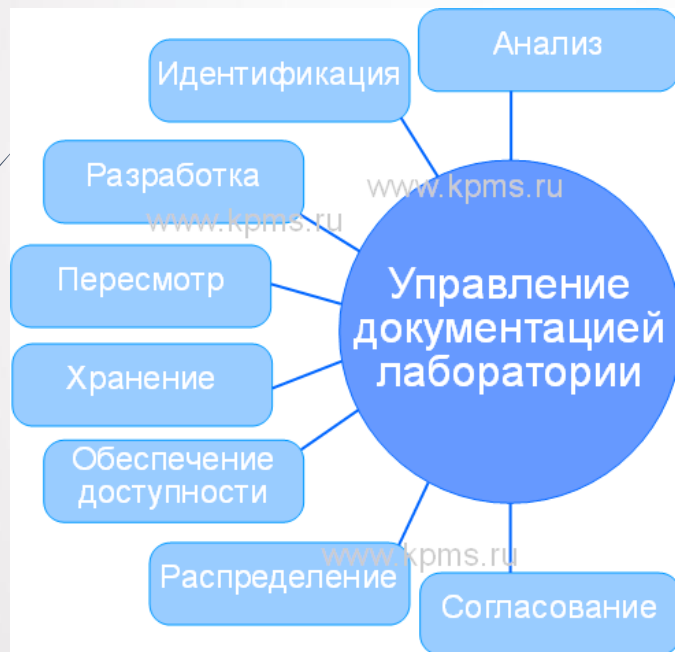 Анализ
Идентификация
Разработка
www.kpms.ru
www.kpms.ru
Пересмотр
Управление
документацией
лаборатории
Хранение
Обеспечение
доступности
www.kpms.ru
Распределение
Согласование